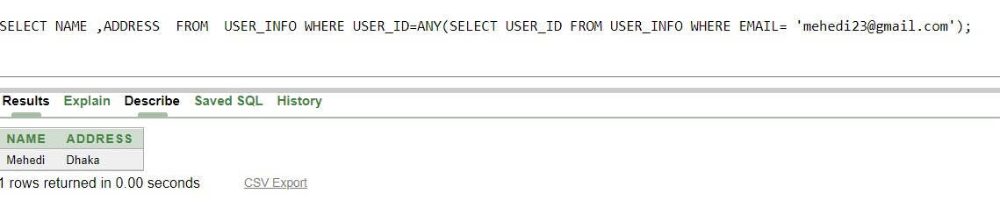 SELECT NAME ,ADDRESS  FROM  USER_INFO WHERE USER_ID=ANY(SELECT USER_ID FROM USER_INFO WHERE EMAIL= 'mehedi23@gmail.com');
Results Explain Describe Saved SQL History
NAME ADDRESS
Mehedi Dhaka
1 rows returned in 0.00 seconds CSV Export